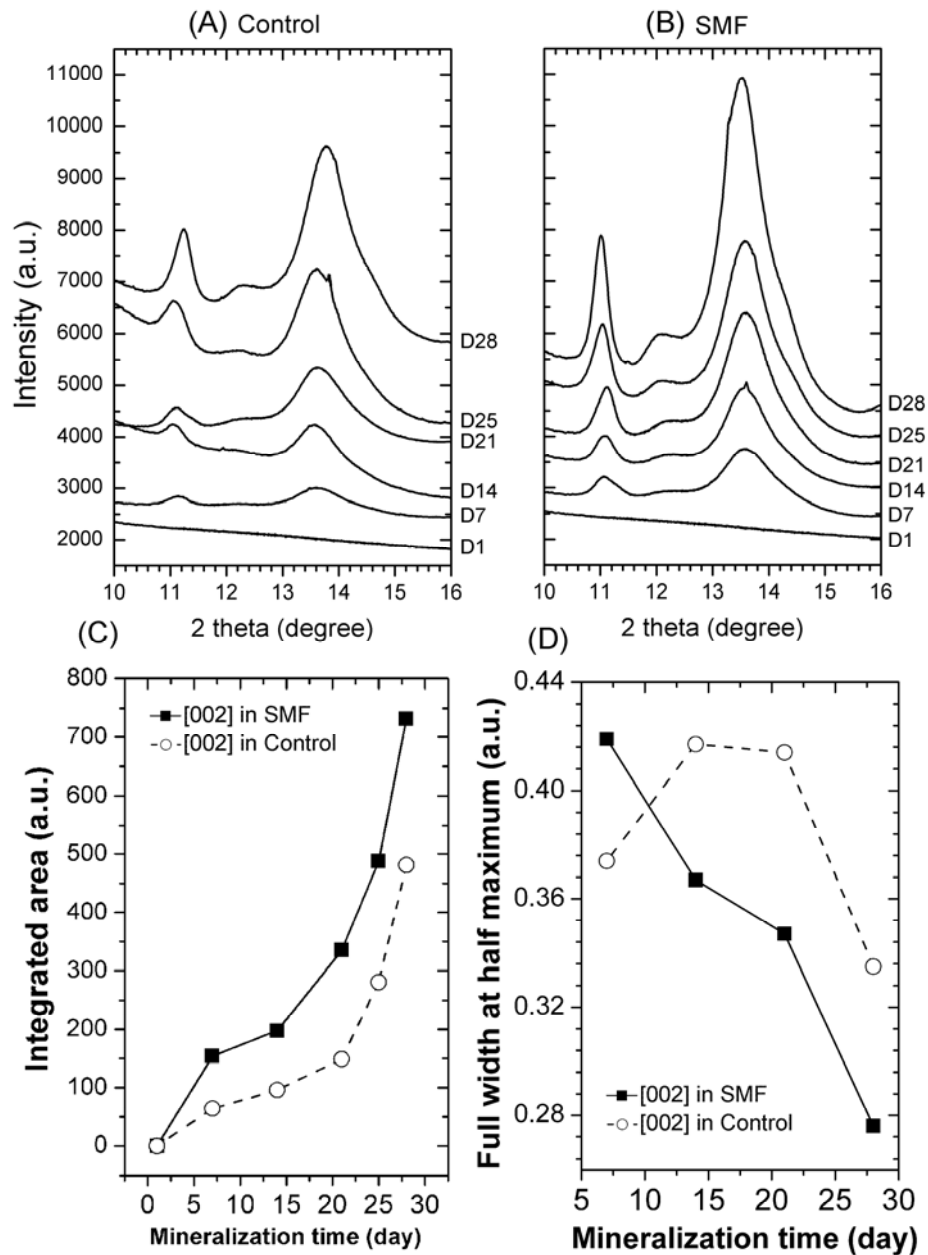 (A) Control
(B) SMF
11000
10000
9000
8000
7000
6000
5000
4000
3000
2000
Intensity (a.u.)
D28
D25
D21
D14
D7
D1
10 11 12 13 14 15 16
2 theta (degree)
D28
D25
D21
D14
D7
D1
10 11 12 13 14 15 16
2 theta (degree)
(C)
800
700
600
500
400
300
200
100
0
Integrated area (a.u.)
[002] in SMF
[002] in Control
0 5 10 15 20 25 30
Mineralization time (day)
(D)
0.44
0.40
0.36
0.32
0.28
Full width at half maximum (a.u.)
[002] in SMF
[002] in Control
5 10 15 20 25 30
Mineralization time (day)